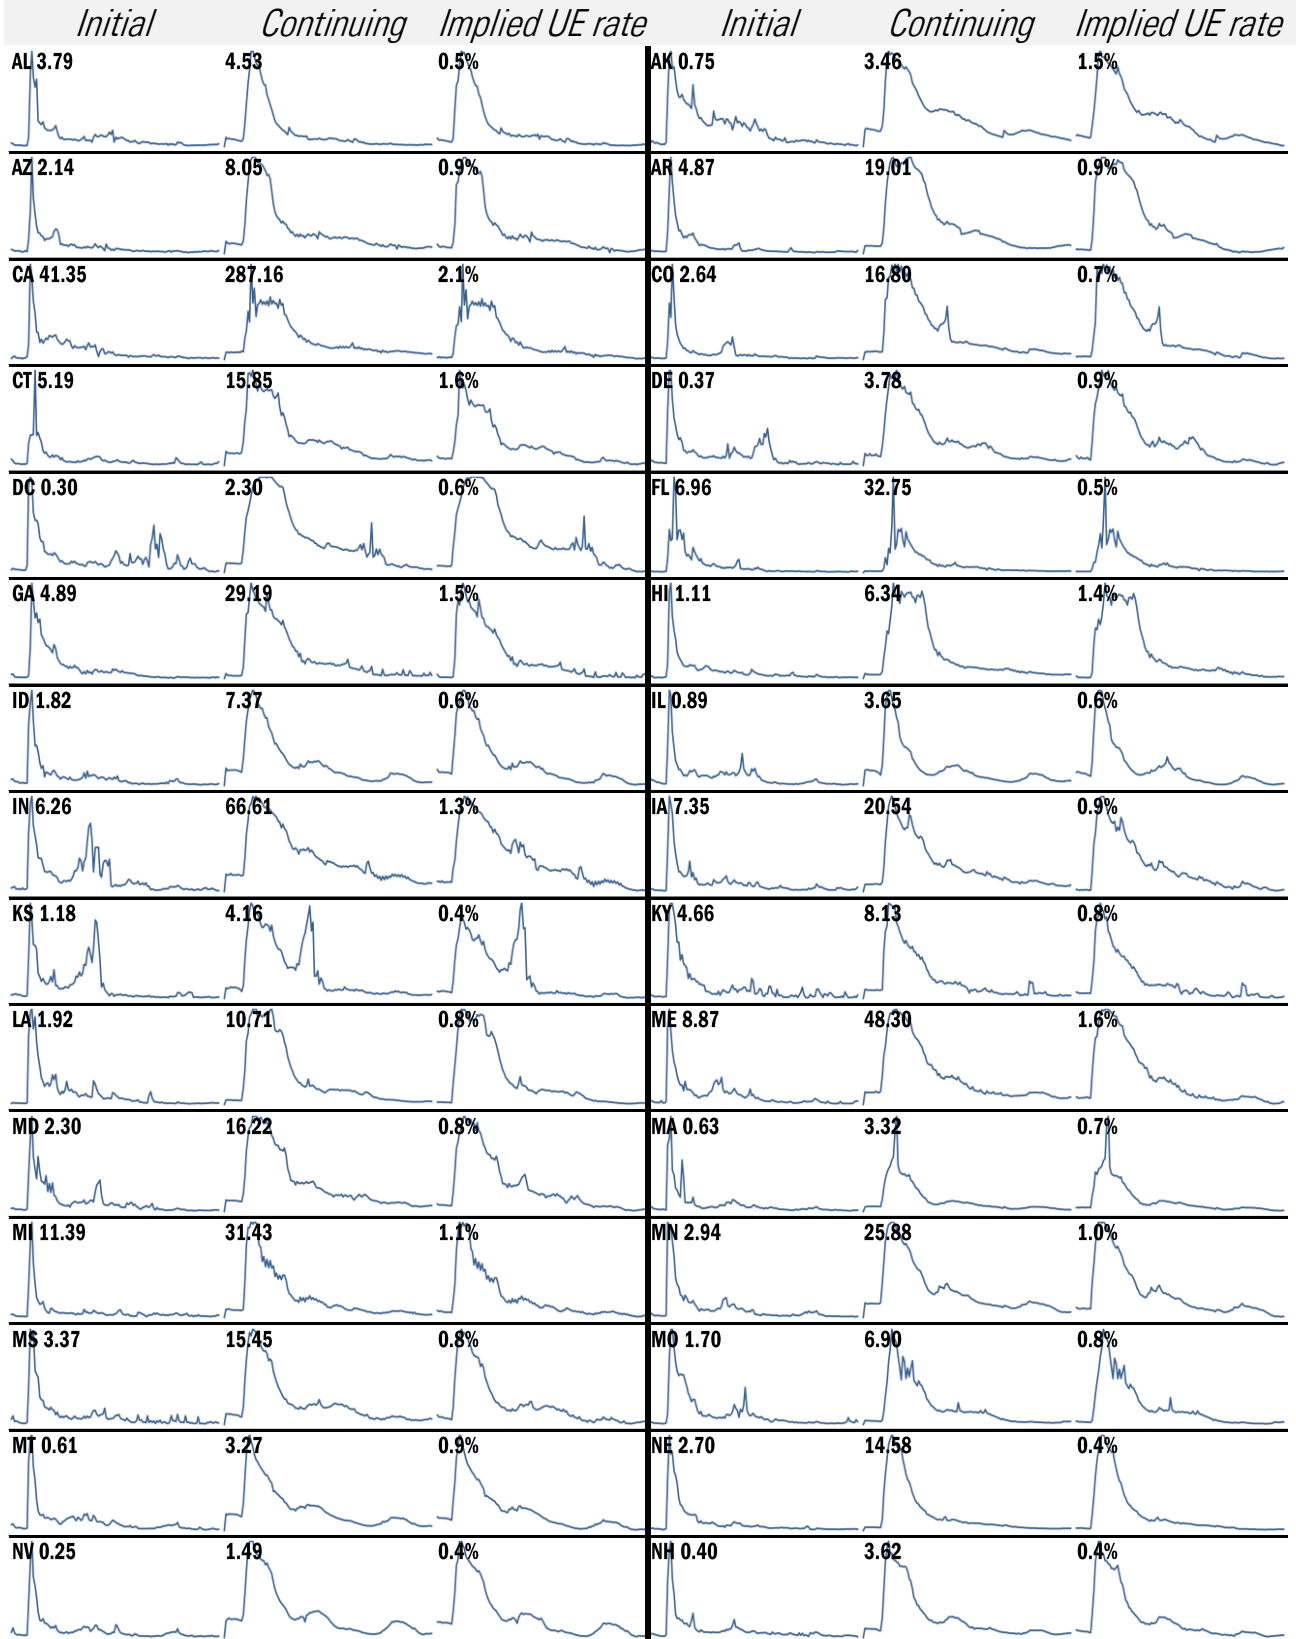 Initial Continuing Implied UE rate Initial Continuing Implied UE rate
AL 3.79 4.53 0.5% AK 0.75 3.46 1.5%
AZ 2.14 8.05 0.9% AR 4.87 19.01 0.9%
CA 41.35 287.16 2.1% CO 2.64 16.80 0.7%
CT 5.19 15.85 1.6% DE 0.37 3.78 0.9%
DC 0.30 2.30 0.6% FL 6.96 32.75 0.5%
GA 4.89 29.19 1.5% HI 1.11 6.34 1.4%
ID 1.82 7.37 0.6% IL 0.89 3.65 0.6%
IN 6.26 66.61 1.3% IA 7.35 20.54 0.9%
KS 1.18 4.16 0.4% KY 4.66 8.13 0.8%
LA 1.92 10.71 0.8% ME 8.87 48.30 1.6%
MD 2.30 16.22 0.8% MA 0.63 3.32 0.7%
MI 11.39 31.43 1.1% MN 2.94 25.88 1.0%
MS 3.37 15.45 0.8% MO 1.70 6.90 0.8%
MT 0.61 3.27 0.9% NE 2.70 14.58 0.4%
NV 0.25 1.49 0.4% NH 0.40 3.62 0.4%